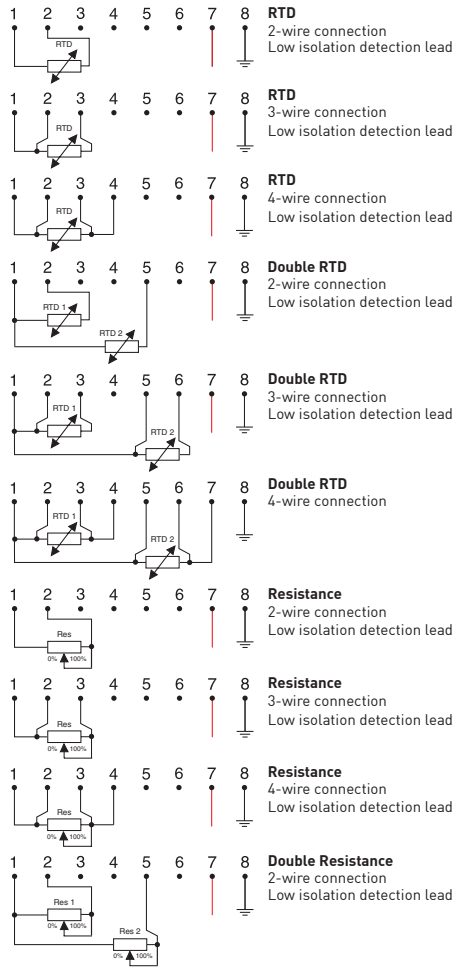 1 2 3 4 5 6 7 8 RTD
2-wire connection
Low isolation detection lead
RTD
1 2 3 4 5 6 7 8 RTD
3-wire connection
Low isolation detection lead
RTD
1 2 3 4 5 6 7 8 RTD
4-wire connection
Low isolation detection lead
RTD
1 2 3 4 5 6 7 8 Double RTD
2-wire connection
Low isolation detection lead
RTD 1
RTD 2
1 2 3 4 5 6 7 8 Double RTD
3-wire connection
Low isolation detection lead
RTD 1
RTD 2
1 2 3 4 5 6 7 8 Double RTD
4-wire connection
RTD 1
RTD 2
1 2 3 4 5 6 7 8 Resistance
2-wire connection
Low isolation detection lead
Res
0% 100%
1 2 3 4 5 6 7 8 Resistance
3-wire connection
Low isolation detection lead
Res
0% 100%
1 2 3 4 5 6 7 8 Resistance
4-wire connection
Low isolation detection lead
Res
0% 100%
1 2 3 4 5 6 7 8 Double Resistance
2-wire connection
Low isolation detection lead
Res 1
0% 100%
Res 2
0% 100%